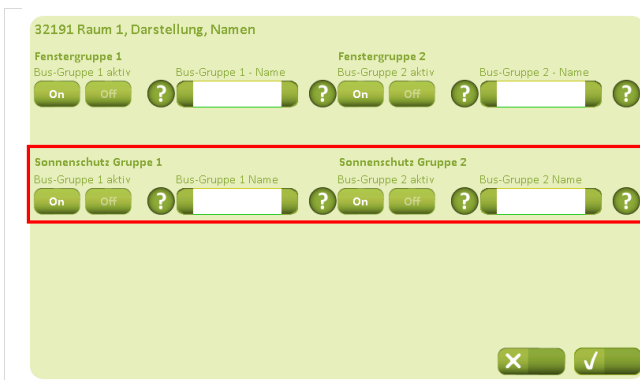 32191 Raum 1, Darstellung, Namen
Fenstergruppe 1 Fenstergruppe 2
Bus-Gruppe 1 aktiv Bus-Gruppe 1 - Name Bus-Gruppe 2 aktiv Bus-Gruppe 2 - Name
On Off ? ? On Off ? ?
Sonnenschutz Gruppe 1 Sonnenschutz Gruppe 2
Bus-Gruppe 1 aktiv Bus-Gruppe 1 Name Bus-Gruppe 2 aktiv Bus-Gruppe 2 Name
On Off ? ? On Off ? ?